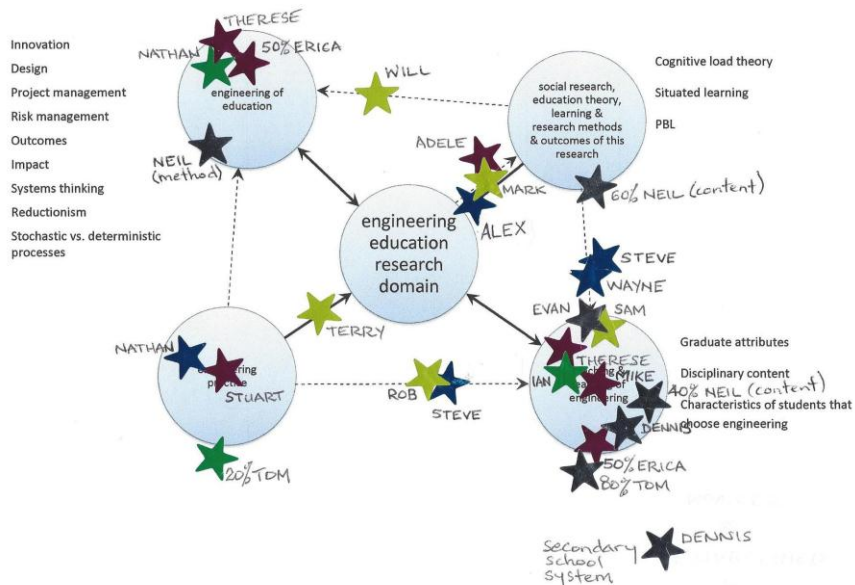 THERESE
NATHAN
50% ERICA
engineering
of education
NEIL
(method)
Innovation
Design
Project management
Risk management
Outcomes
Impact
Systems thinking
Reductionism
Stochastic vs. deterministic
processes
WILL
social research,
education theory,
learning &
research methods
& outcomes of this
research
Cognitive load theory
Situated learning
PBL
ADELE
MARK
ALEX
60% NEIL (content)
engineering
education
research
domain
STEVE
WAYNE
EVAN
SAM
TERRY
NATHAN
practice
STUART
20% TOM
ROB
STEVE
THERESE
IAN
MIKE
engineering
40% NEIL (content)
DENNIS
50% ERICA
80% TOM
Graduate attributes
Disciplinary content
Characteristics of students that
choose engineering
secondary
school
system
DENNIS